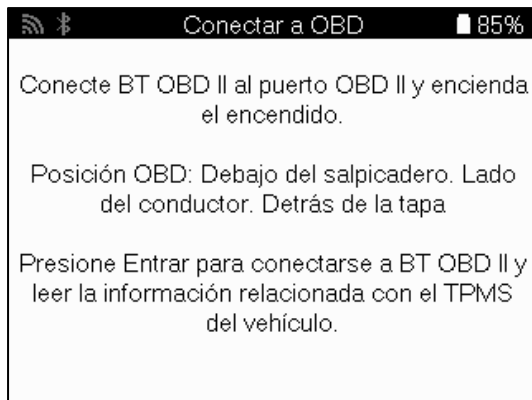 Conectar a OBD 85%
Conecte BT OBD II al puerto OBD II y encienda
el encendido.
Posición OBD: Debajo del salpicadero. Lado
del conductor. Detrás de la tapa
Presione Entrar para conectarse a BT OBD II y
leer la información relacionada con el TPMS
del vehículo.